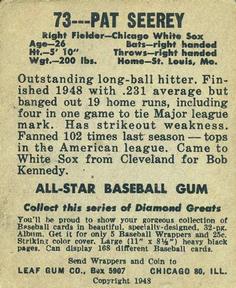 73---PAT SEEREY
Right Fielder—Chicago White Sox
Age-26 Bats-right handed
Ht.-5' 10" Throws-right handed
Wgt.-200 lbs. Home-St. Louis, Mo.
Outstanding long-ball hitter. Fin-
ished 1948 with .231 average but
banged out 19 home runs, including
four in one game to tie Major league
mark. Has strikeout weakness.
Fanned 102 times last season - tops
in the American league. Came to
White Sox from Cleveland for Bob
Kennedy.
ALL-STAR BASEBALL GUM
Collect this series of Diamond Greats
You'll be proud to show your gorgeous collection of
Baseball cards in beautiful, specially-designed, 32-pg.
Album. Get it for only 5 Baseball Wrappers and 25c.
Striking color cover. Large (11" x 8½") heavy black
pages. Can display 168 different Baseball cards.
Send Wrappers and Coin to
LEAF GUM CO., Box 5907 CHICAGO 80, ILL.
Copyright 1948